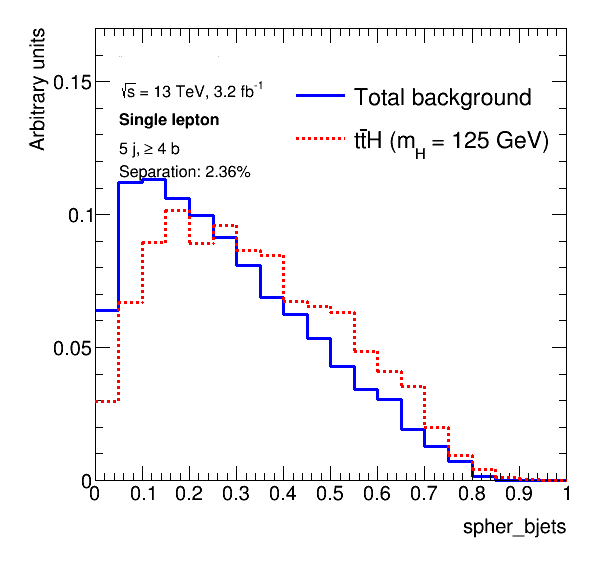 Arbitrary units
√s = 13 TeV, 3.2 fb⁻¹
Single lepton
5 j, ≥ 4 b
Separation: 2.36%
Total background
tt̄H (m_H = 125 GeV)
0.15
0.1
0.05
0
0 0.1 0.2 0.3 0.4 0.5 0.6 0.7 0.8 0.9 1
spher_bjets